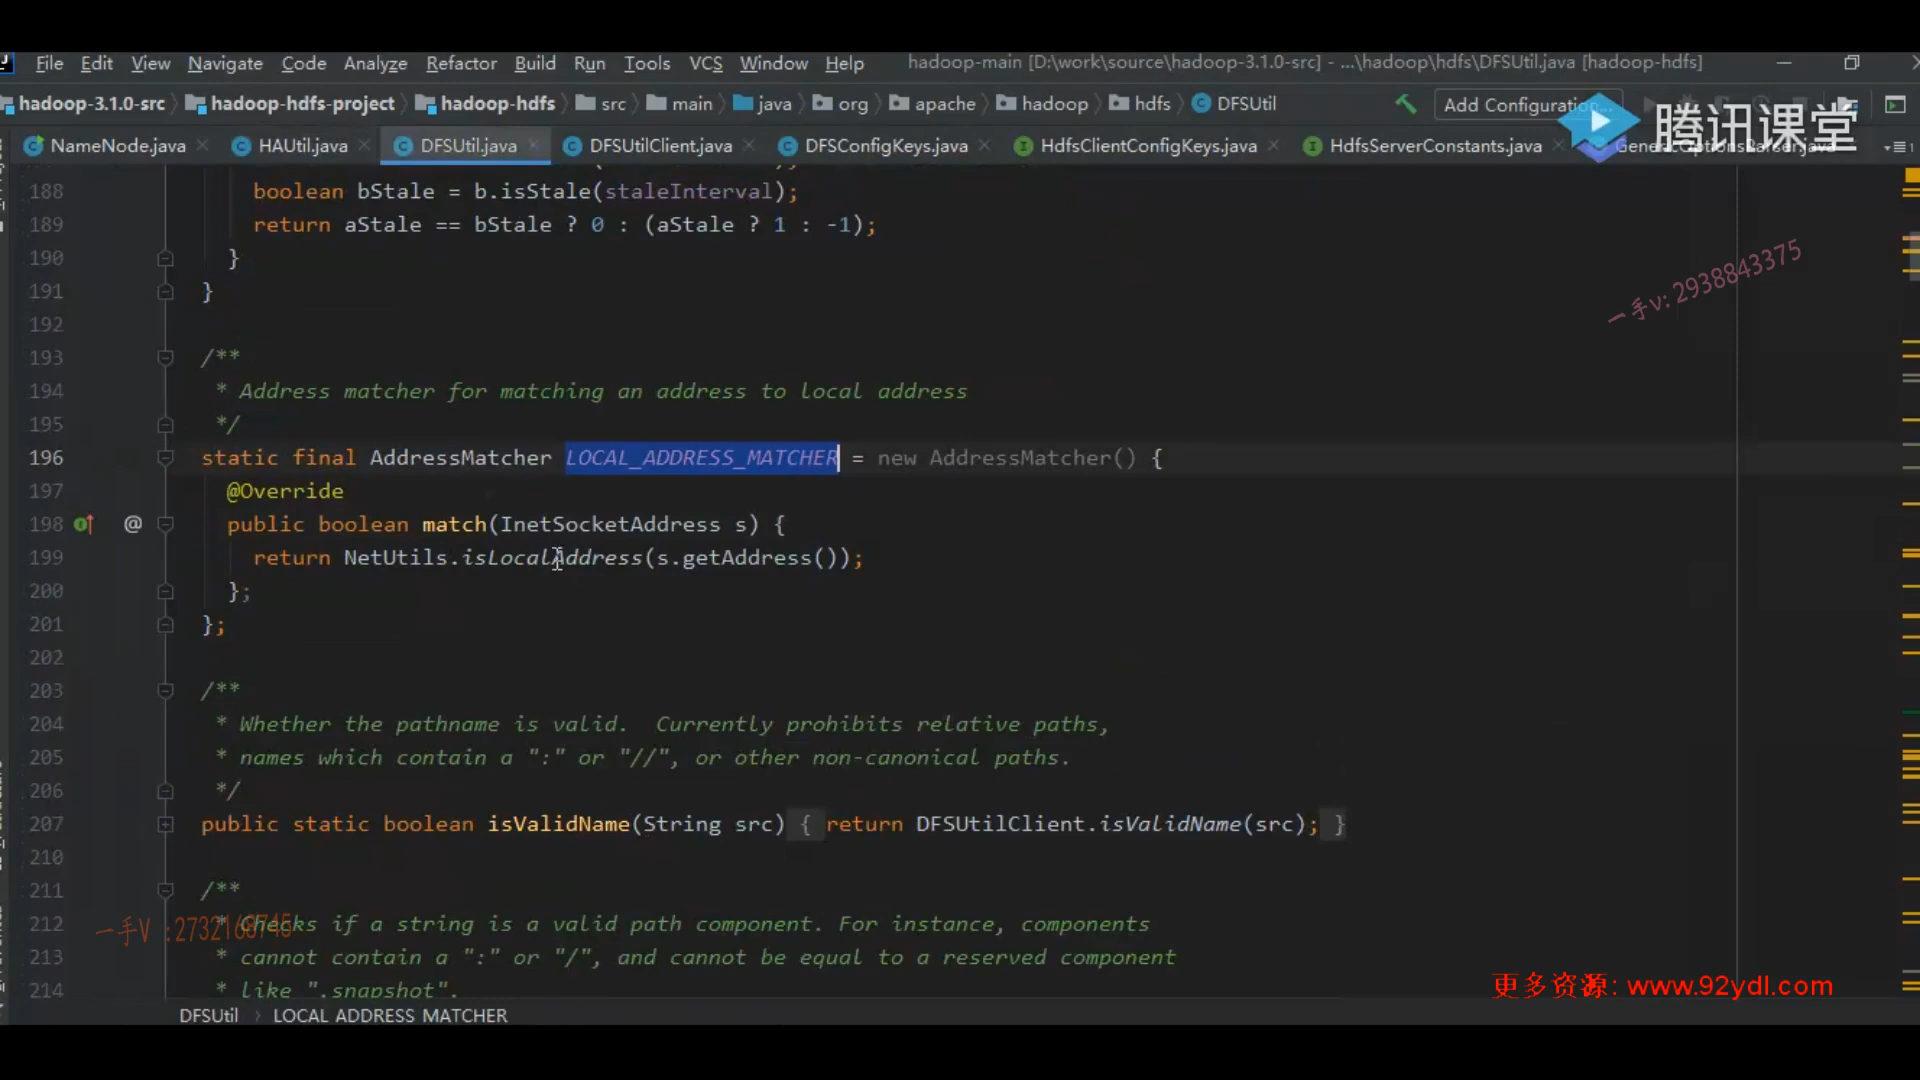 File Edit View Navigate Code Analyze Refactor Build Run Tools VCS Window Help hadoop-main [D:\work\source\hadoop-3.1.0-src] - ...\hadoop\hdfs\DFSUtil.java [hadoop-hdfs]
hadoop-3.1.0-src hadoop-hdfs-project hadoop-hdfs src main java org apache hadoop hdfs DFSUtil Add Configuration...
腾讯课堂
NameNode.java HAUtil.java DFSUtil.java DFSUtilClient.java DFSConfigKeys.java HdfsClientConfigKeys.java HdfsServerConstants.java GenericOptionsParser.java
188 boolean bStale = b.isStale(staleInterval);
189 return aStale == bStale ? 0 : (aStale ? 1 : -1);
190 }
191 }
192
一手v: 2938843375
193 /**
194 * Address matcher for matching an address to local address
195 */
196 static final AddressMatcher LOCAL_ADDRESS_MATCHER = new AddressMatcher() {
197 @Override
198 @ public boolean match(InetSocketAddress s) {
199 return NetUtils.isLocalAddress(s.getAddress());
200 };
201 };
202
203 /**
204 * Whether the pathname is valid.  Currently prohibits relative paths,
205 * names which contain a ":" or "//", or other non-canonical paths.
206 */
207 public static boolean isValidName(String src) { return DFSUtilClient.isValidName(src); }
210
211 /**
212 * Checks if a string is a valid path component. For instance, components
一手V :2732168745
213 * cannot contain a ":" or "/", and cannot be equal to a reserved component
214 * like ".snapshot".
更多资源: www.92ydl.com
DFSUtil LOCAL_ADDRESS_MATCHER